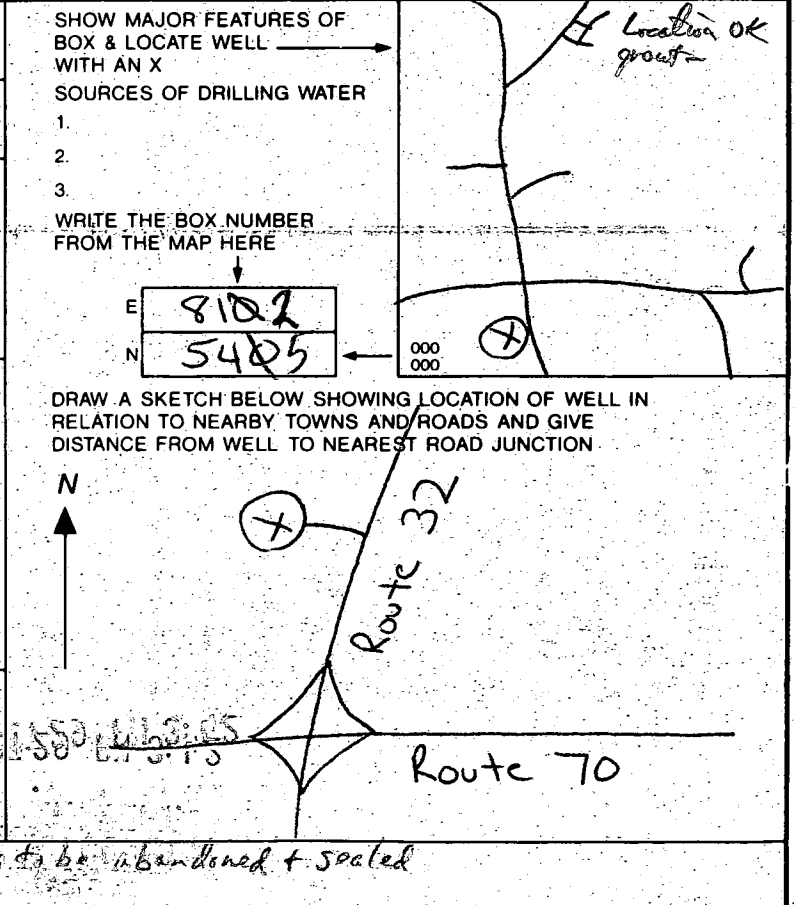 SHOW MAJOR FEATURES OF
BOX & LOCATE WELL
WITH AN X
Location OK
grout
SOURCES OF DRILLING WATER
1.
2.
3.
WRITE THE BOX NUMBER
FROM THE MAP HERE
E 8102
N 5405
000
000
X
DRAW A SKETCH BELOW SHOWING LOCATION OF WELL IN
RELATION TO NEARBY TOWNS AND ROADS AND GIVE
DISTANCE FROM WELL TO NEAREST ROAD JUNCTION
N
X
Route 32
Route 70
to be abandoned + sealed